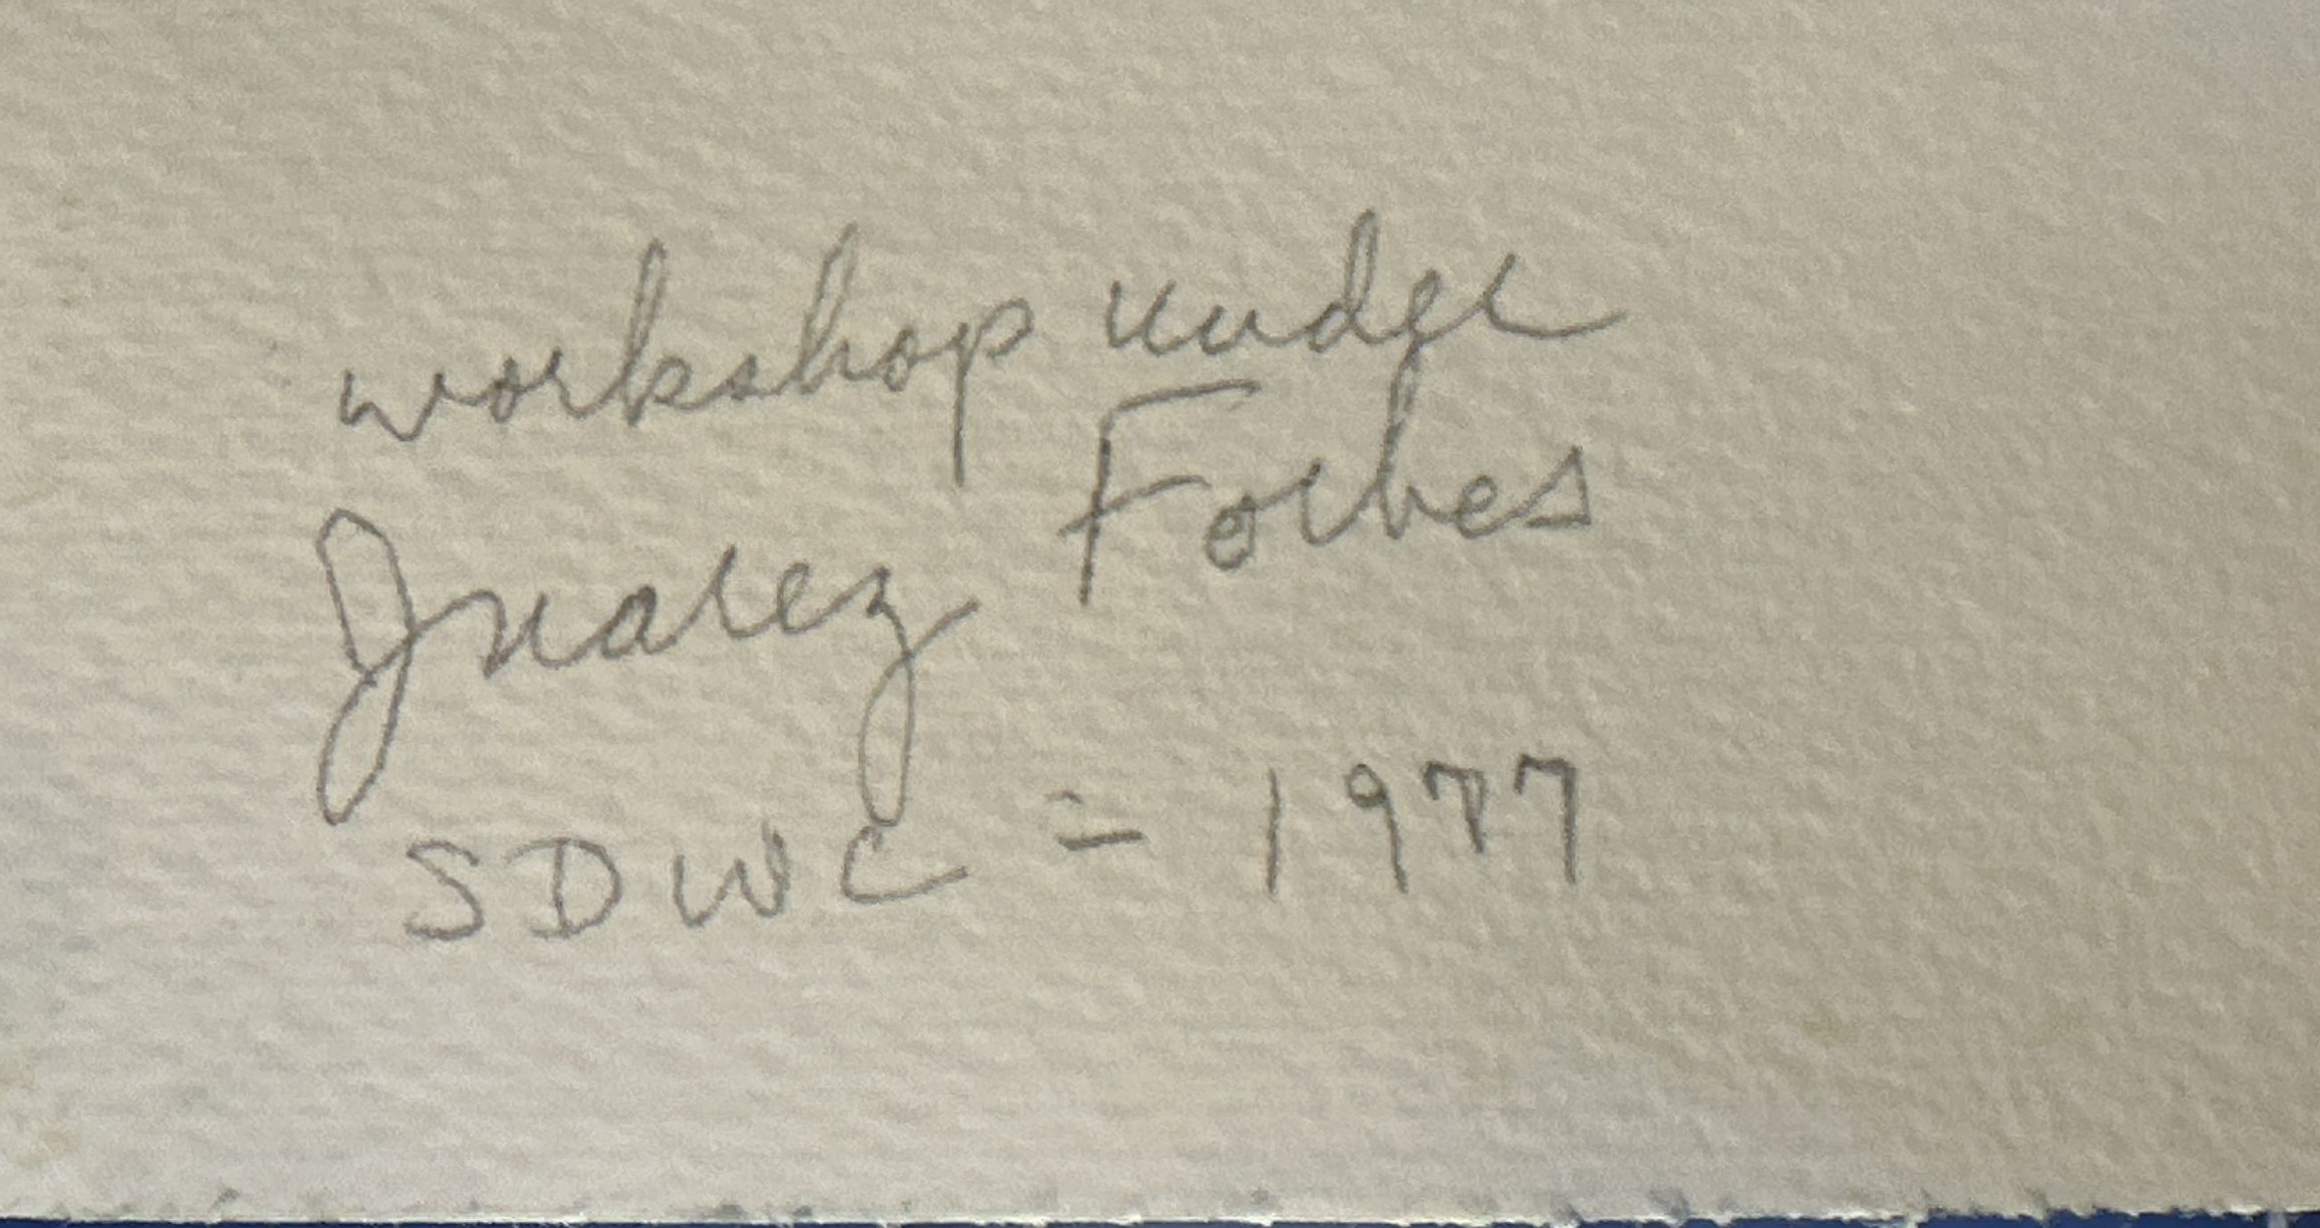 workshop under
Juarez Forbes
SDWC = 1977